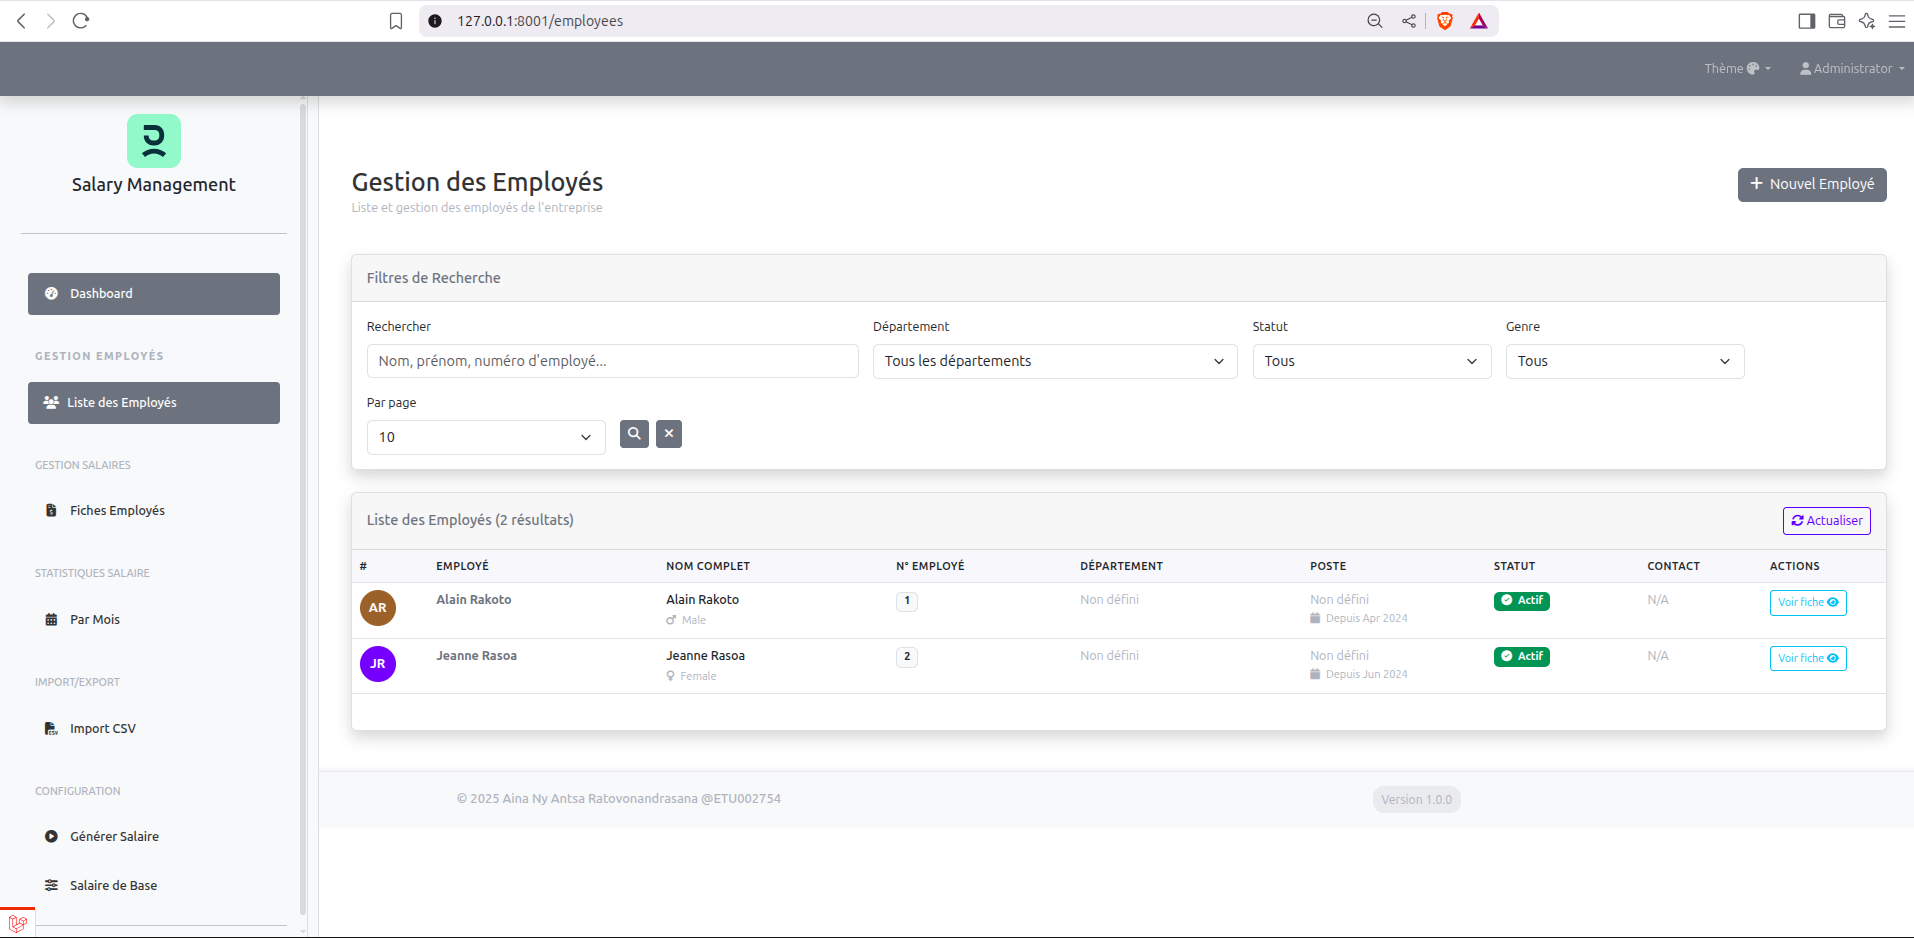 127.0.0.1:8001/employees
Thème
Administrator
Salary Management
Dashboard
GESTION EMPLOYÉS
Liste des Employés
GESTION SALAIRES
Fiches Employés
STATISTIQUES SALAIRE
Par Mois
IMPORT/EXPORT
Import CSV
CONFIGURATION
Générer Salaire
Salaire de Base
Gestion des Employés
Liste et gestion des employés de l'entreprise
+ Nouvel Employé
Filtres de Recherche
Rechercher
Département
Statut
Genre
Nom, prénom, numéro d'employé...
Tous les départements
Tous
Tous
Par page
10
Liste des Employés (2 résultats)
Actualiser
# EMPLOYÉ NOM COMPLET N° EMPLOYÉ DÉPARTEMENT POSTE STATUT CONTACT ACTIONS
AR Alain Rakoto Alain Rakoto 1 Non défini Non défini Actif N/A Voir fiche
Male Depuis Apr 2024
JR Jeanne Rasoa Jeanne Rasoa 2 Non défini Non défini Actif N/A Voir fiche
Female Depuis Jun 2024
© 2025 Aina Ny Antsa Ratovonandrasana @ETU002754
Version 1.0.0